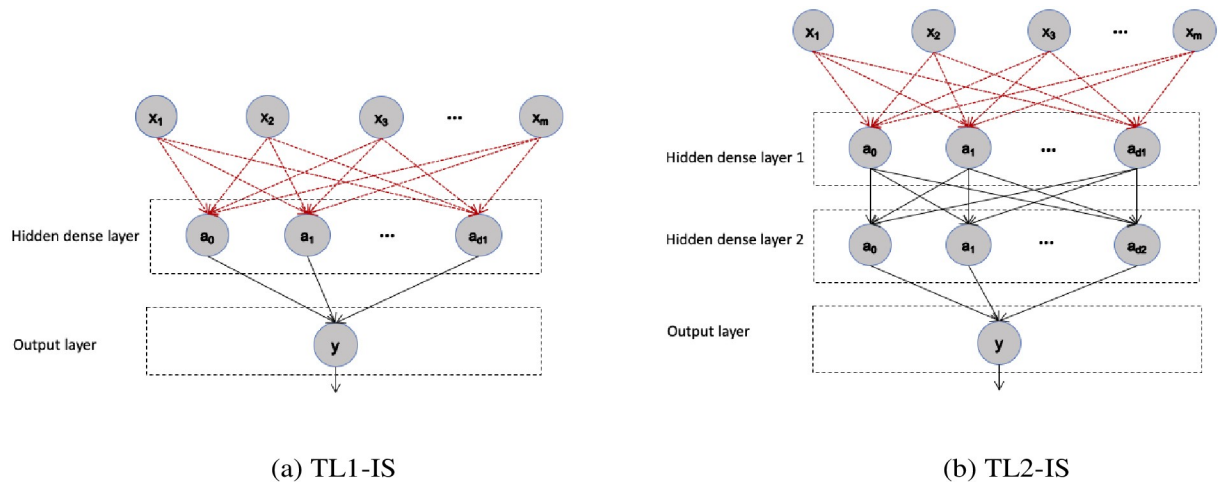 x1 x2 x3 ... xm
Hidden dense layer a0 a1 ... ad1
Output layer y
(a) TL1-IS
x1 x2 x3 ... xm
Hidden dense layer 1 a0 a1 ... ad1
Hidden dense layer 2 a0 a1 ... ad2
Output layer y
(b) TL2-IS